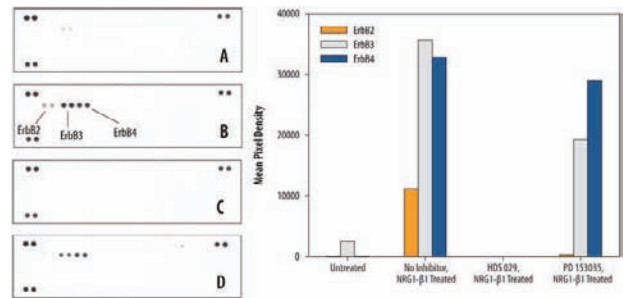 A
B
ErbB2
ErbB3
ErbB4
C
D
40000
30000
20000
10000
0
Mean Pixel Density
ErbB2
ErbB3
ErbB4
Untreated
No Inhibitor,
NRG1-β1 Treated
HDS 029,
NRG1-β1 Treated
PD 153035,
NRG1-β1 Treated